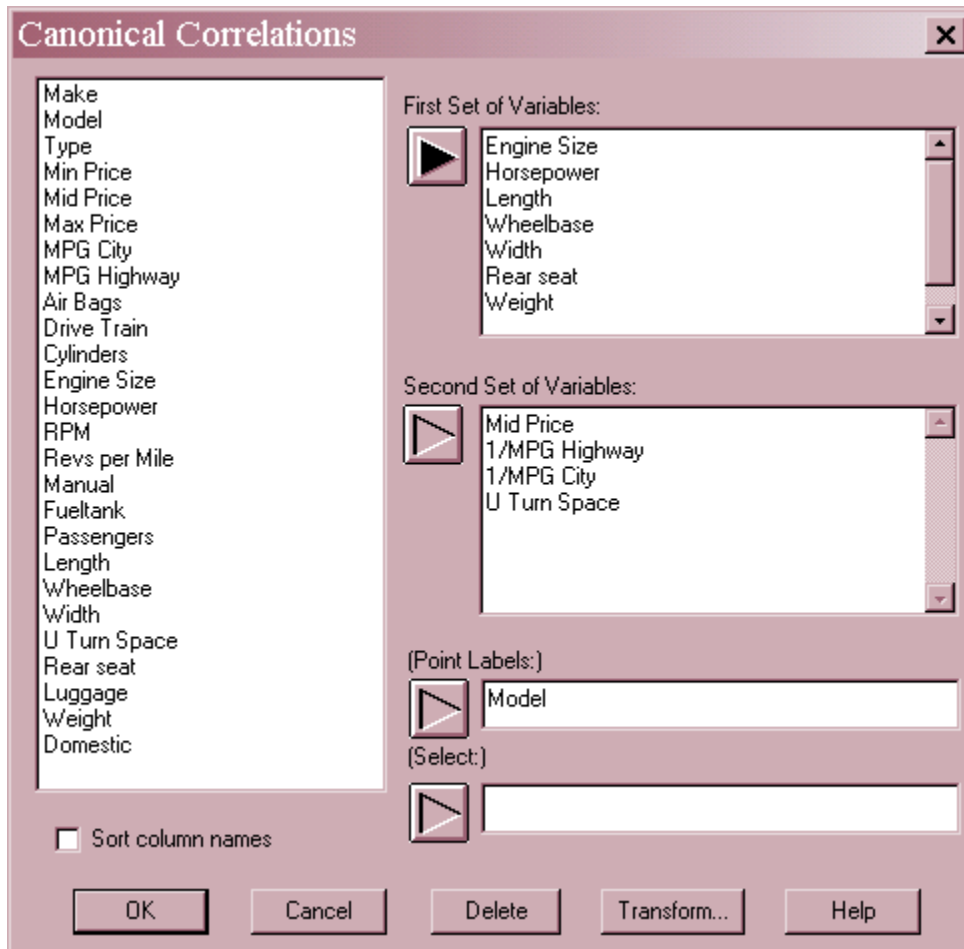 Canonical Correlations
Make
Model
Type
Min Price
Mid Price
Max Price
MPG City
MPG Highway
Air Bags
Drive Train
Cylinders
Engine Size
Horsepower
RPM
Revs per Mile
Manual
Fueltank
Passengers
Length
Wheelbase
Width
U Turn Space
Rear seat
Luggage
Weight
Domestic
Sort column names
First Set of Variables:
Engine Size
Horsepower
Length
Wheelbase
Width
Rear seat
Weight
Second Set of Variables:
Mid Price
1/MPG Highway
1/MPG City
U Turn Space
(Point Labels:)
Model
(Select:)
OK
Cancel
Delete
Transform...
Help